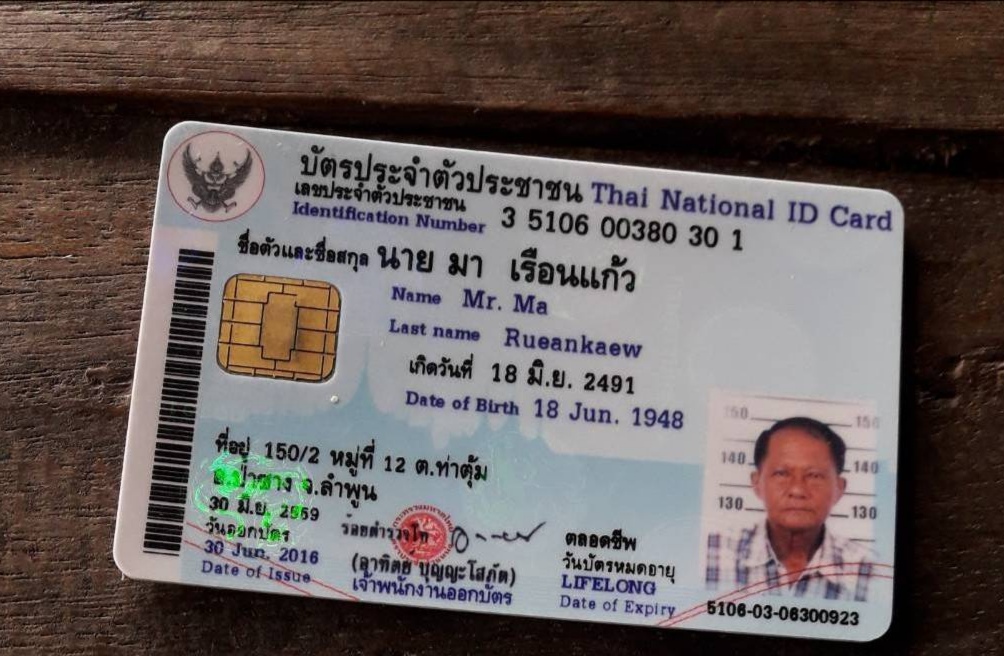 บัตรประจำตัวประชาชน Thai National ID Card
เลขประจำตัวประชาชน
Identification Number 3 5106 00380 30 1
ชื่อตัวและชื่อสกุล นาย มา เรือนแก้ว
Name Mr. Ma
Last name Rueankaew
เกิดวันที่ 18 มิ.ย. 2491
Date of Birth 18 Jun. 1948
ที่อยู่ 150/2 หมู่ที่ 12 ต.ท่าตุ้ม
อ.ป่าซาง จ.ลำพูน
30 มิ.ย. 2559
วันออกบัตร
30 Jun. 2016
Date of Issue
ร้อยตำรวจโท
(อาทิตย์ บุญญะโสภัต)
เจ้าพนักงานออกบัตร
ตลอดชีพ
วันบัตรหมดอายุ
LIFELONG
Date of Expiry
150 150
140 140
130 130
5106-03-06300923